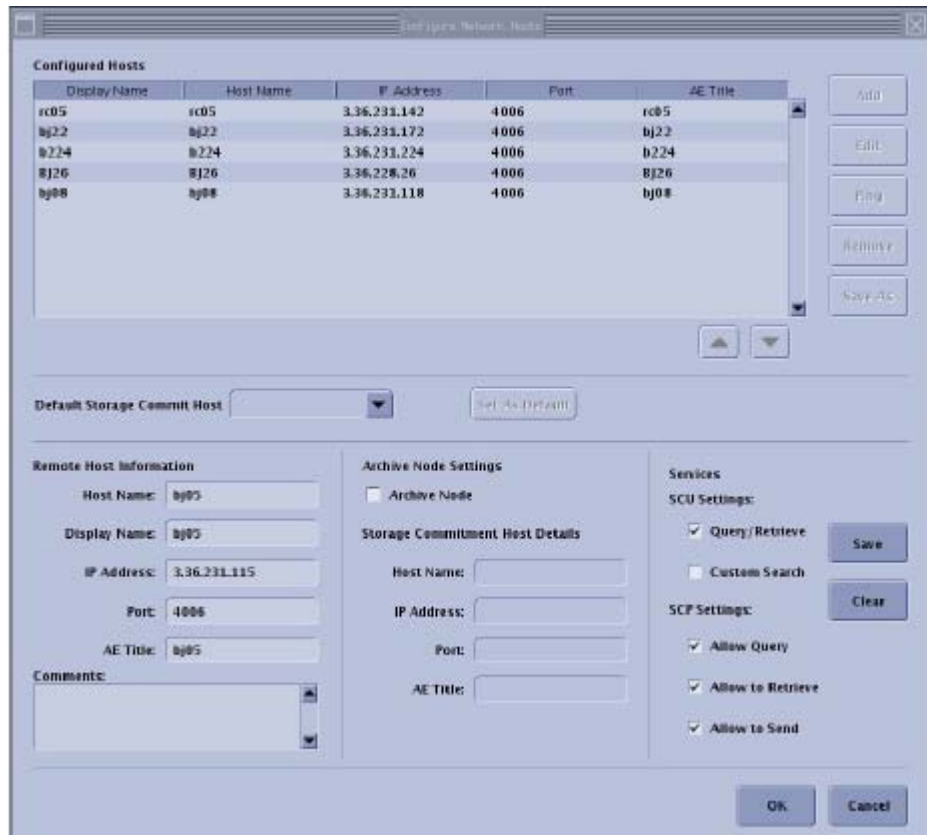 Configure Network Hosts
Configured Hosts
Display Name Host Name IP Address Port AE Title
rc05 rc05 3.36.231.142 4006 rc05
bj22 bj22 3.36.231.172 4006 bj22
b224 b224 3.36.231.224 4006 b224
BJ26 BJ26 3.36.228.26 4006 BJ26
bj08 bj08 3.36.231.118 4006 bj08
Add
Edit
Ping
Remove
Save As
Default Storage Commit Host
Set As Default
Remote Host Information
Host Name: bj05
Display Name: bj05
IP Address: 3.36.231.115
Port: 4006
AE Title: bj05
Comments:
Archive Node Settings
Archive Node
Storage Commitment Host Details
Host Name:
IP Address:
Port:
AE Title:
Services
SCU Settings:
Query/Retrieve
Custom Search
SCP Settings:
Allow Query
Allow to Retrieve
Allow to Send
Save
Clear
OK
Cancel